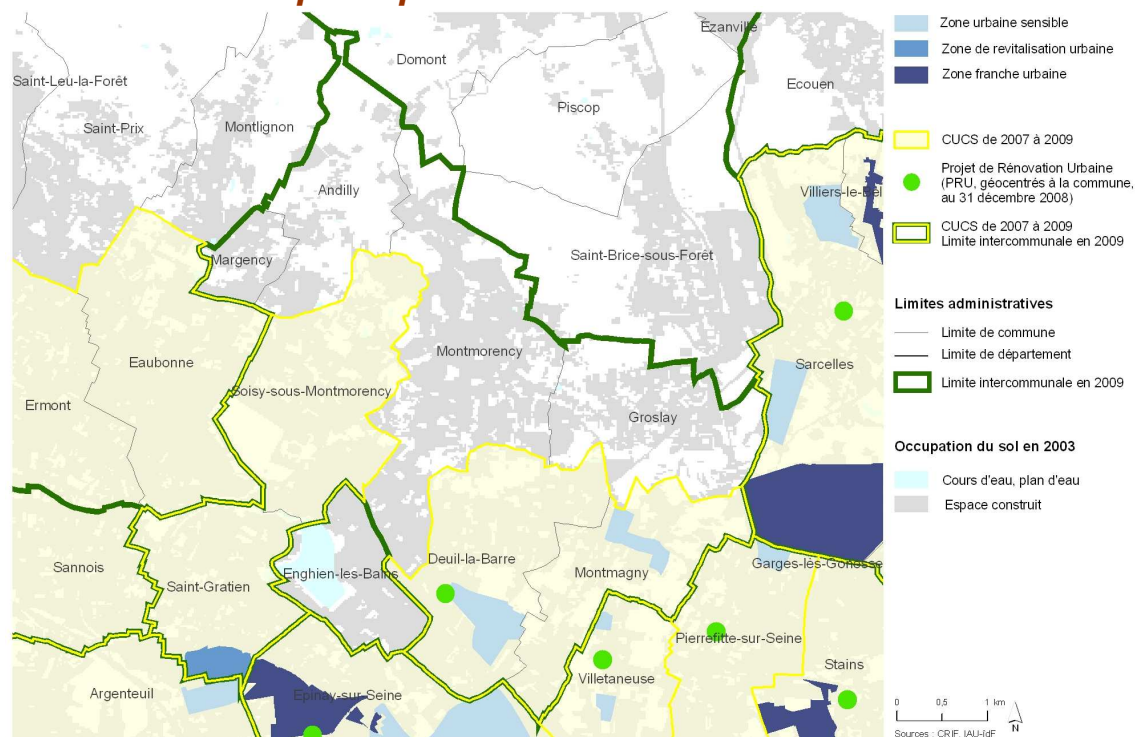 Ezanville
Domont
Ecouen
Saint-Leu-la-Forêt
Piscop
Saint-Prix
Montlignon
Andilly
Villiers-le-Bel
Margency
Saint-Brice-sous-Forêt
Eaubonne
Montmorency
Sarcelles
Soisy-sous-Montmorency
Ermont
Groslay
Deuil-la-Barre
Garges-lès-Gonesse
Sannois
Enghien-les-Bains
Montmagny
Saint-Gratien
Pierrefitte-sur-Seine
Stains
Villetaneuse
Argenteuil
Epinay-sur Seine
Zone urbaine sensible
Zone de revitalisation urbaine
Zone franche urbaine
CUCS de 2007 à 2009
Projet de Rénovation Urbaine
(PRU, géocentrés à la commune,
au 31 décembre 2008)
CUCS de 2007 à 2009
Limite intercommunale en 2009
Limites administratives
Limite de commune
Limite de département
Limite intercommunale en 2009
Occupation du sol en 2003
Cours d'eau, plan d'eau
Espace construit
0 0,5 1 km
N
Sources : CRIF, IAU-îdF